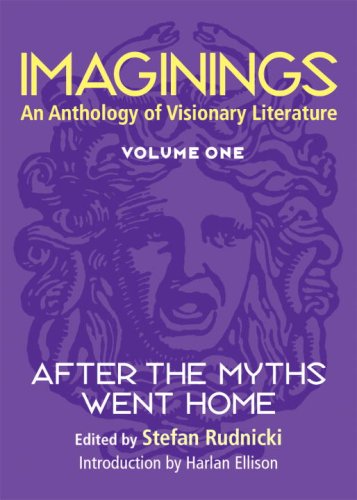 IMAGININGS
An Anthology of Visionary Literature
VOLUME ONE
AFTER THE MYTHS
WENT HOME
Edited by Stefan Rudnicki
Introduction by Harlan Ellison